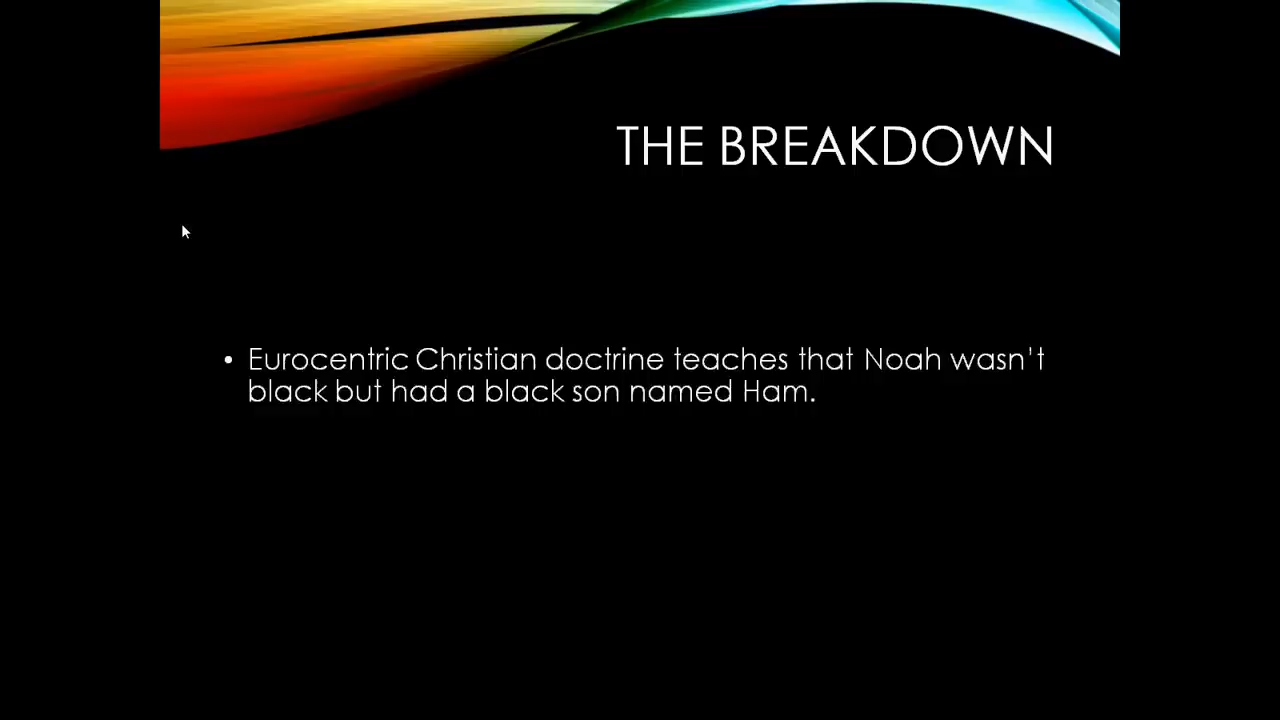 THE BREAKDOWN
• Eurocentric Christian doctrine teaches that Noah wasn't
black but had a black son named Ham.